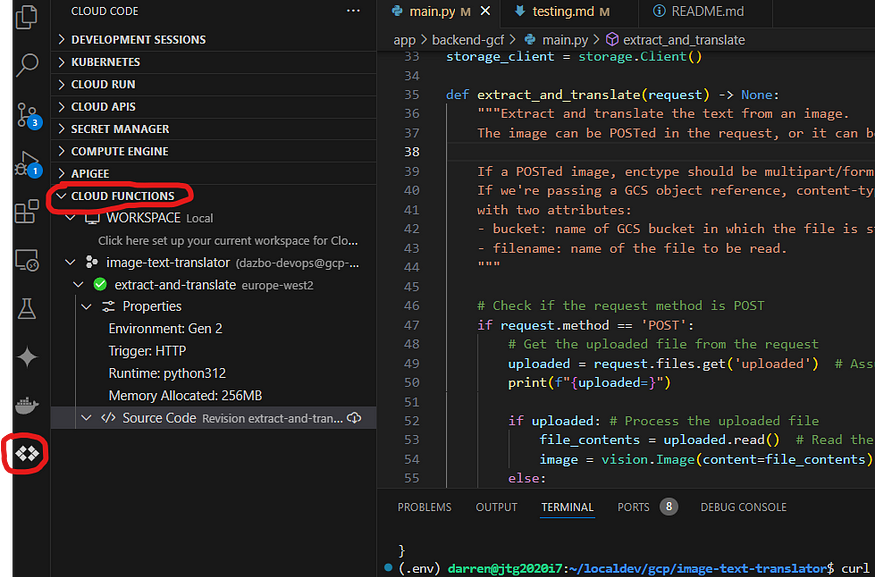 CLOUD CODE
...
DEVELOPMENT SESSIONS
KUBERNETES
CLOUD RUN
CLOUD APIS
SECRET MANAGER
COMPUTE ENGINE
APIGEE
CLOUD FUNCTIONS
WORKSPACE Local
Click here set up your current workspace for Clo...
image-text-translator (dazbo-devops@gcp-...
extract-and-translate europe-west2
Properties
Environment: Gen 2
Trigger: HTTP
Runtime: python312
Memory Allocated: 256MB
</> Source Code Revision extract-and-tran...
3
1
main.py M testing.md M README.md
app > backend-gcf > main.py > extract_and_translate
33 storage_client = storage.Client()
34
35 def extract_and_translate(request) -> None:
36 """Extract and translate the text from an image.
37 The image can be POSTed in the request, or it can be
38
39 If a POSTed image, enctype should be multipart/form
40 If we're passing a GCS object reference, content-ty
41 with two attributes:
42 - bucket: name of GCS bucket in which the file is s
43 - filename: name of the file to be read.
44 """
45
46 # Check if the request method is POST
47 if request.method == 'POST':
48 # Get the uploaded file from the request
49 uploaded = request.files.get('uploaded') # Ass
50 print(f"{uploaded=}")
51
52 if uploaded: # Process the uploaded file
53 file_contents = uploaded.read() # Read the
54 image = vision.Image(content=file_contents)
55 else:
PROBLEMS OUTPUT TERMINAL PORTS 8 DEBUG CONSOLE
}
(.env) darren@jtg2020i7:~/localdev/gcp/image-text-translator$ curl